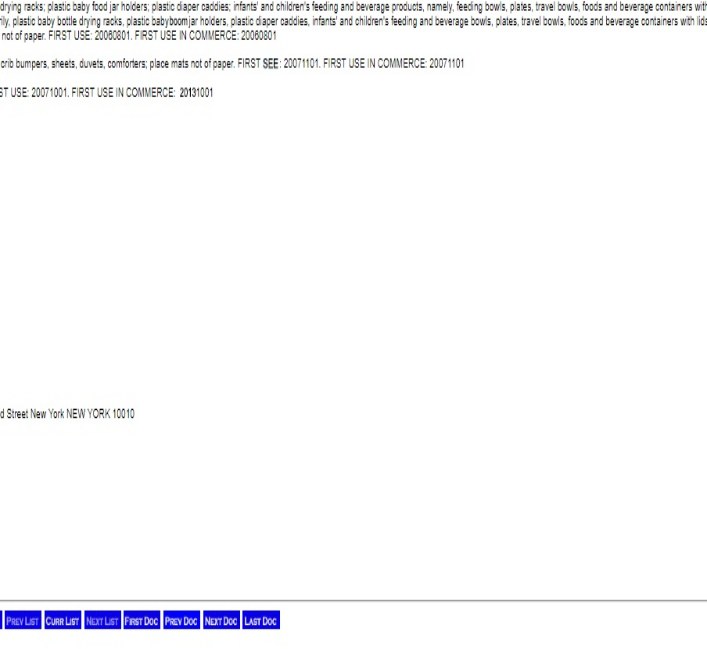 drying racks; plastic baby food jar holders; plastic diaper caddies; infants' and children's feeding and beverage products, namely, feeding bowls, plates, travel bowls, foods and beverage containers with
rily, plastic baby bottle drying racks, plastic babyboomjar holders, plastic diaper caddies, infants' and children's feeding and beverage bowls, plates, travel bowls, foods and beverage containers with lids
not of paper. FIRST USE: 20060801. FIRST USE IN COMMERCE: 20060801
crib bumpers, sheets, duvets, comforters; place mats not of paper. FIRST SEE: 20071101. FIRST USE IN COMMERCE: 20071101
ST USE: 20071001. FIRST USE IN COMMERCE: 20131001
d Street New York NEW YORK 10010
PREV LIST CURR LIST NEXT LIST FIRST DOC PREV DOC NEXT DOC LAST DOC